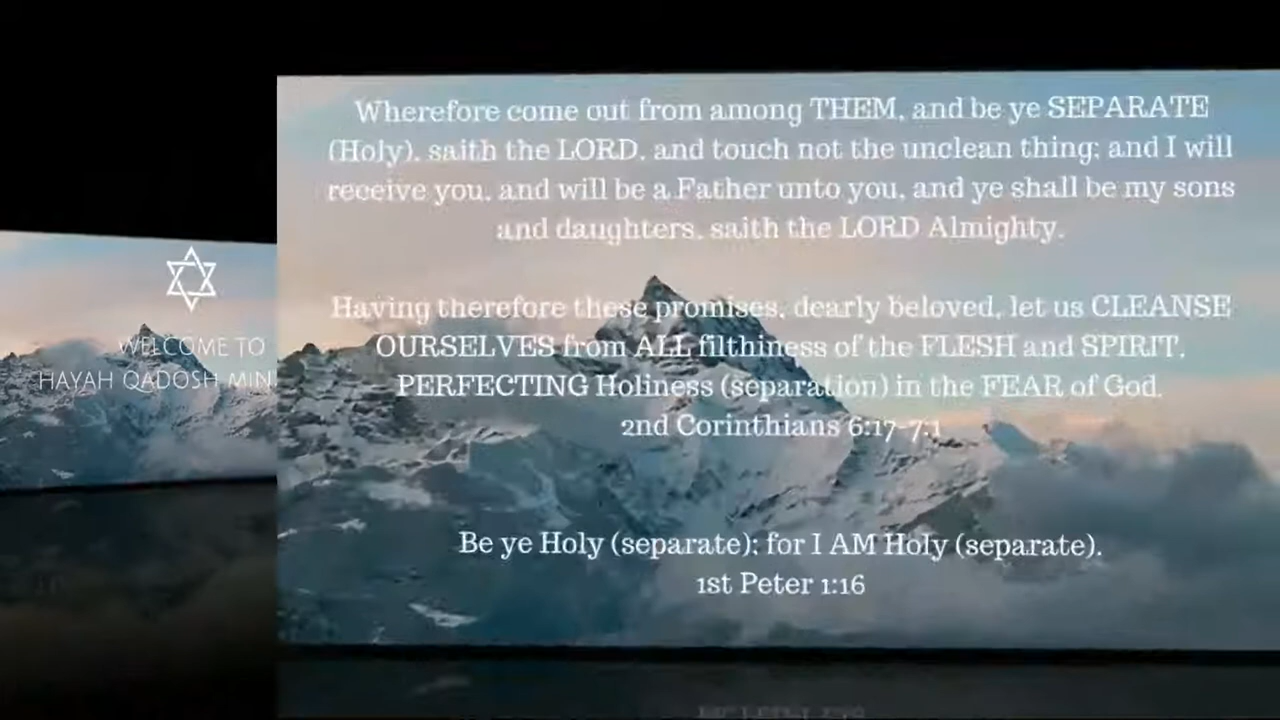 Wherefore come out from among THEM, and be ye SEPARATE
(Holy), saith the LORD, and touch not the unclean thing; and I will
receive you, and will be a Father unto you, and ye shall be my sons
and daughters, saith the LORD Almighty.
Having therefore these promises, dearly beloved, let us CLEANSE
OURSELVES from ALL filthiness of the FLESH and SPIRIT,
PERFECTING Holiness (separation) in the FEAR of God.
2nd Corinthians 6:17-7:1
Be ye Holy (separate); for I AM Holy (separate).
1st Peter 1:16
WELCOME TO
HAYAH QADOSH MIN